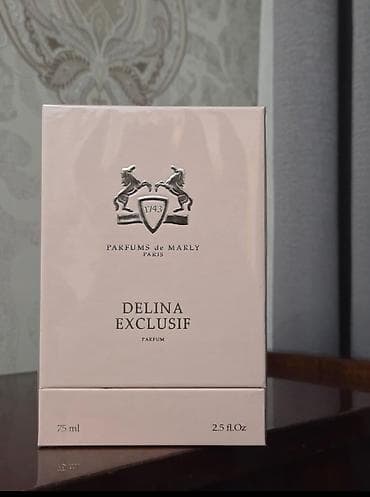 1743
PARFUMS de MARLY
PARIS
DELINA
EXCLUSIF
PARFUM
75 ml 2.5 fl.Oz